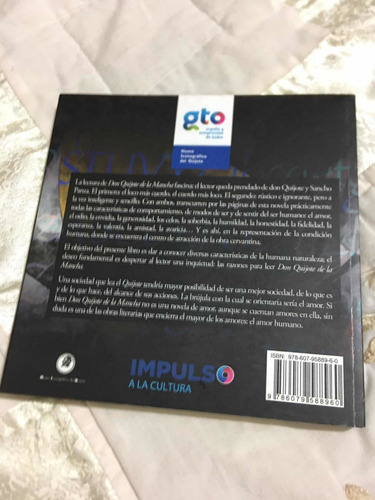 gto
orgullo y
compromiso
de todos
Museo
Iconográfico
del Quijote
La lectura de Don Quijote de la Mancha fascina: el lector queda prendado de don Quijote y Sancho
Panza. El primero: el loco más cuerdo, el cuerdo más loco. El segundo: rústico e ignorante, pero a
la vez inteligente y sencillo. Con ambos, transcurren por las páginas de esta novela prácticamente
todas las características de comportamiento, de modos de ser y de sentir del ser humano: el amor,
el odio, la envidia, la generosidad, los celos, la soberbia, la humildad, la honestidad, la fidelidad, la
esperanza, la valentía, la amistad, la avaricia… Y es ahí, en la representación de la condición
humana, donde se encuentra el centro de atracción de la obra cervantina.
El objetivo del presente libro es dar a conocer diversas características de la humana naturaleza; el
deseo fundamental es despertar al lector una inquietud: las razones para leer Don Quijote de la
Mancha.
Una sociedad que lea el Quijote tendría mayor posibilidad de ser una mejor sociedad, de lo que es
y de lo que hace, del alcance de sus acciones. La brújula con la cual se orientaría sería el amor. Si
bien Don Quijote de la Mancha no es una novela de amor, aunque se cuentan amores en ella, sin
duda es una de las obras literarias que encierra el mayor de los amores: el amor humano.
IMPULSO
A LA CULTURA
ISBN 978-607-95889-6-0
9 786079 588960